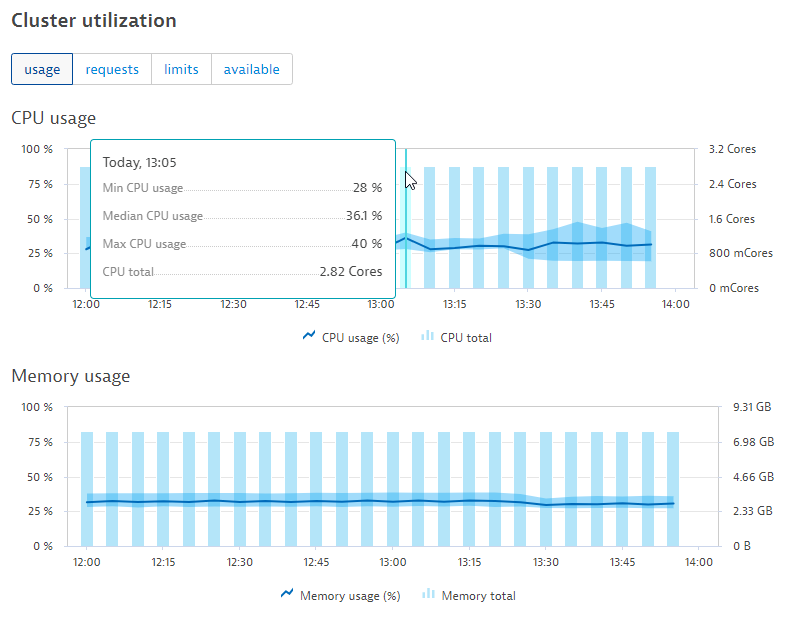 Cluster utilization
usage requests limits available
CPU usage
100 % 3.2 Cores
75 % 2.4 Cores
50 % 1.6 Cores
25 % 800 mCores
0 % 0 mCores
Today, 13:05
Min CPU usage 28 %
Median CPU usage 36.1 %
Max CPU usage 40 %
CPU total 2.82 Cores
12:00 12:15 12:30 12:45 13:00 13:15 13:30 13:45 14:00
CPU usage (%) CPU total
Memory usage
100 % 9.31 GB
75 % 6.98 GB
50 % 4.66 GB
25 % 2.33 GB
0 % 0 B
12:00 12:15 12:30 12:45 13:00 13:15 13:30 13:45 14:00
Memory usage (%) Memory total